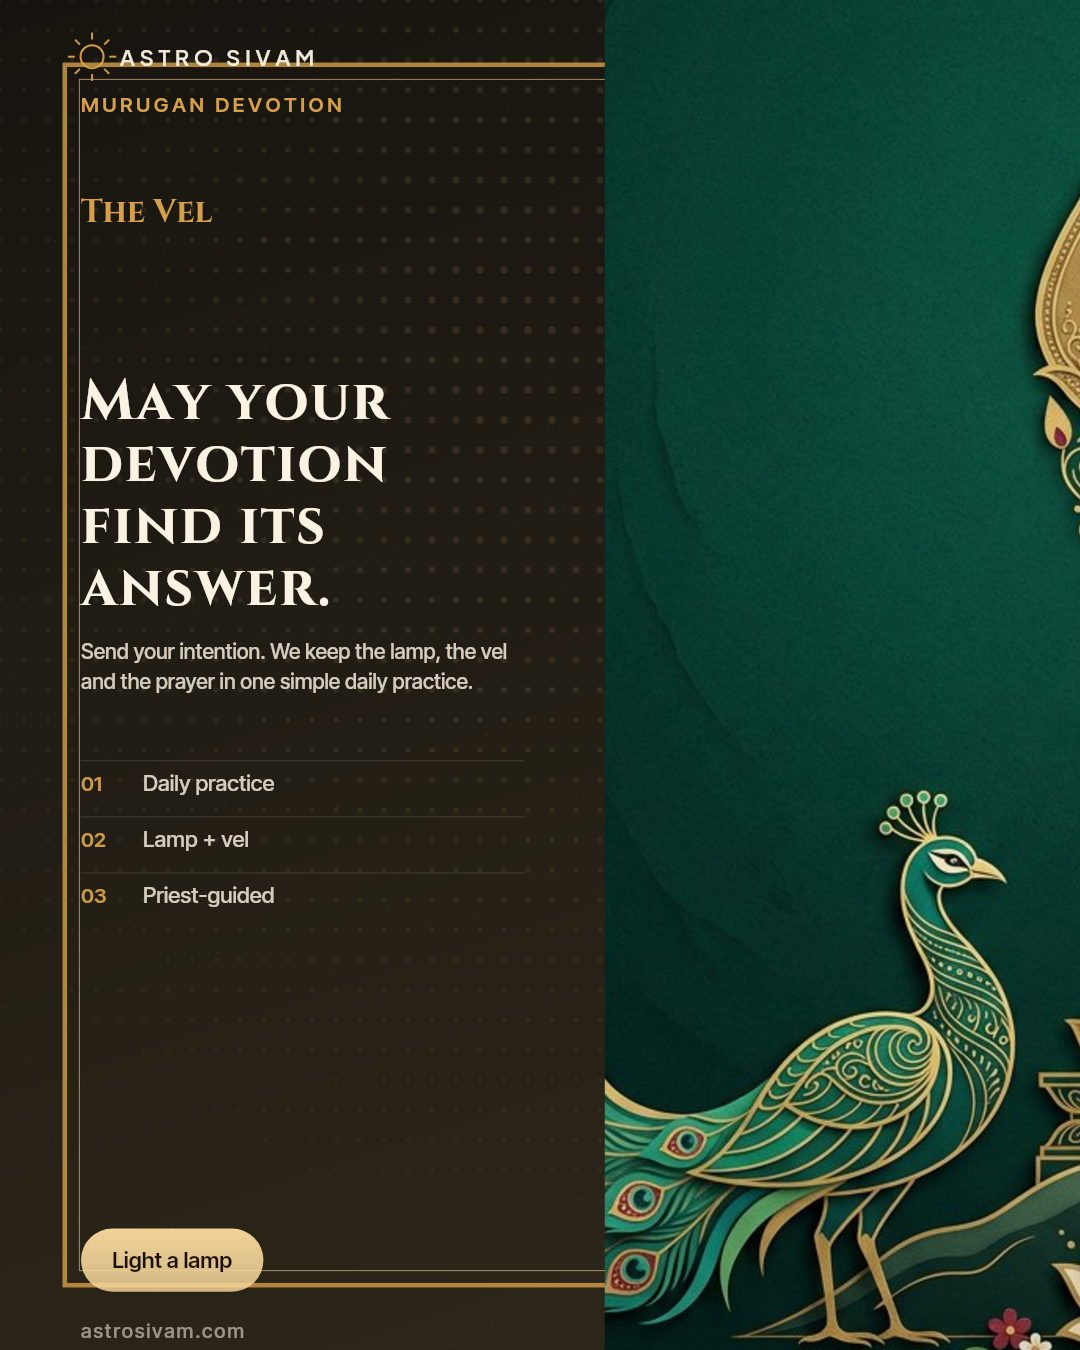 ASTRO SIVAM
MURUGAN DEVOTION
The Vel
May your
devotion
find its
answer.
Send your intention. We keep the lamp, the vel
and the prayer in one simple daily practice.
01 Daily practice
02 Lamp + vel
03 Priest-guided
Light a lamp
astrosivam.com